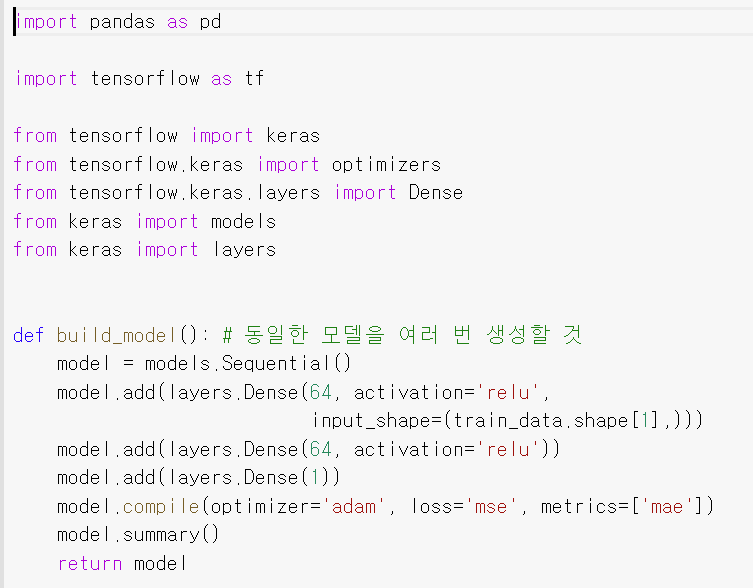 import pandas as pd
import tensorflow as tf
from tensorflow import keras
from tensorflow.keras import optimizers
from tensorflow.keras.layers import Dense
from keras import models
from keras import layers
def build_model(): # 동일한 모델을 여러 번 생성할 것
    model = models.Sequential()
    model.add(layers.Dense(64, activation='relu',
                           input_shape=(train_data.shape[1],)))
    model.add(layers.Dense(64, activation='relu'))
    model.add(layers.Dense(1))
    model.compile(optimizer='adam', loss='mse', metrics=['mae'])
    model.summary()
    return model